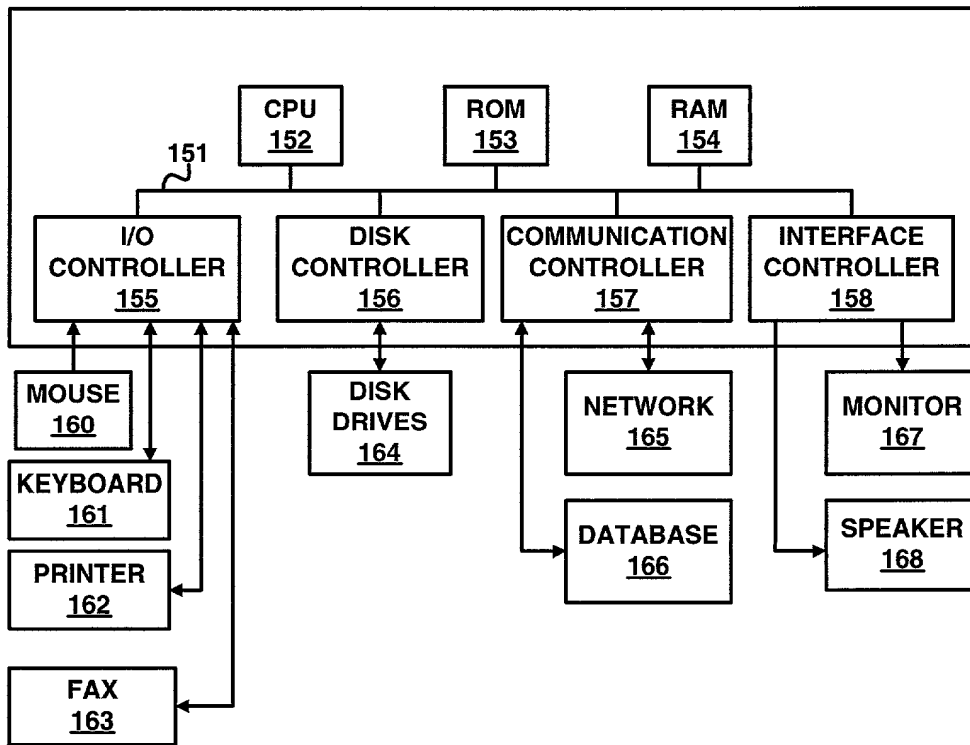 CPU
152
ROM
153
RAM
154
151
I/O
CONTROLLER
155
DISK
CONTROLLER
156
COMMUNICATION
CONTROLLER
157
INTERFACE
CONTROLLER
158
MOUSE
160
DISK
DRIVES
164
NETWORK
165
MONITOR
167
KEYBOARD
161
PRINTER
162
DATABASE
166
SPEAKER
168
FAX
163